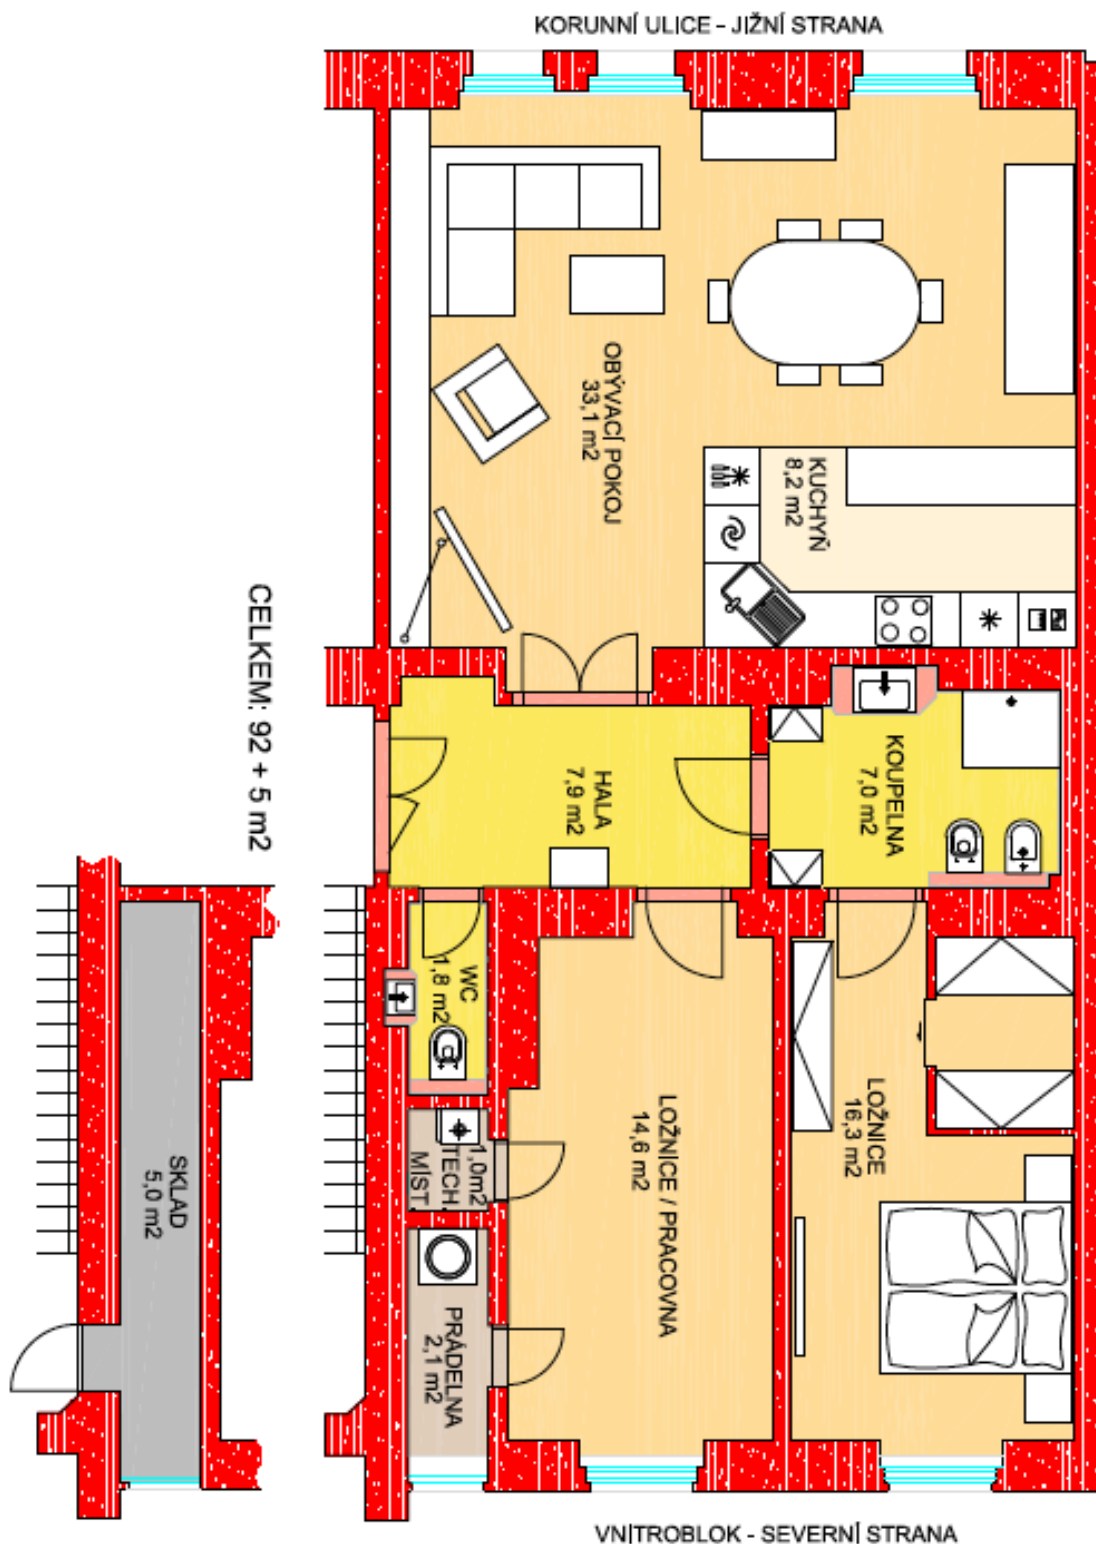 KORUNNÍ ULICE - JIŽNÍ STRANA
OBÝVACÍ POKOJ
33,1 m2
KUCHYŇ
8,2 m2
CELKEM: 92 + 5 m2
HALA
7,9 m2
KOUPELNA
7,0 m2
WC
1,8 m2
LOŽNICE / PRACOVNA
14,6 m2
LOŽNICE
16,3 m2
1,0m2
TECH.
MÍST
SKLAD
5,0 m2
PRÁDELNA
2,1 m2
VNITROBLOK - SEVERNÍ STRANA